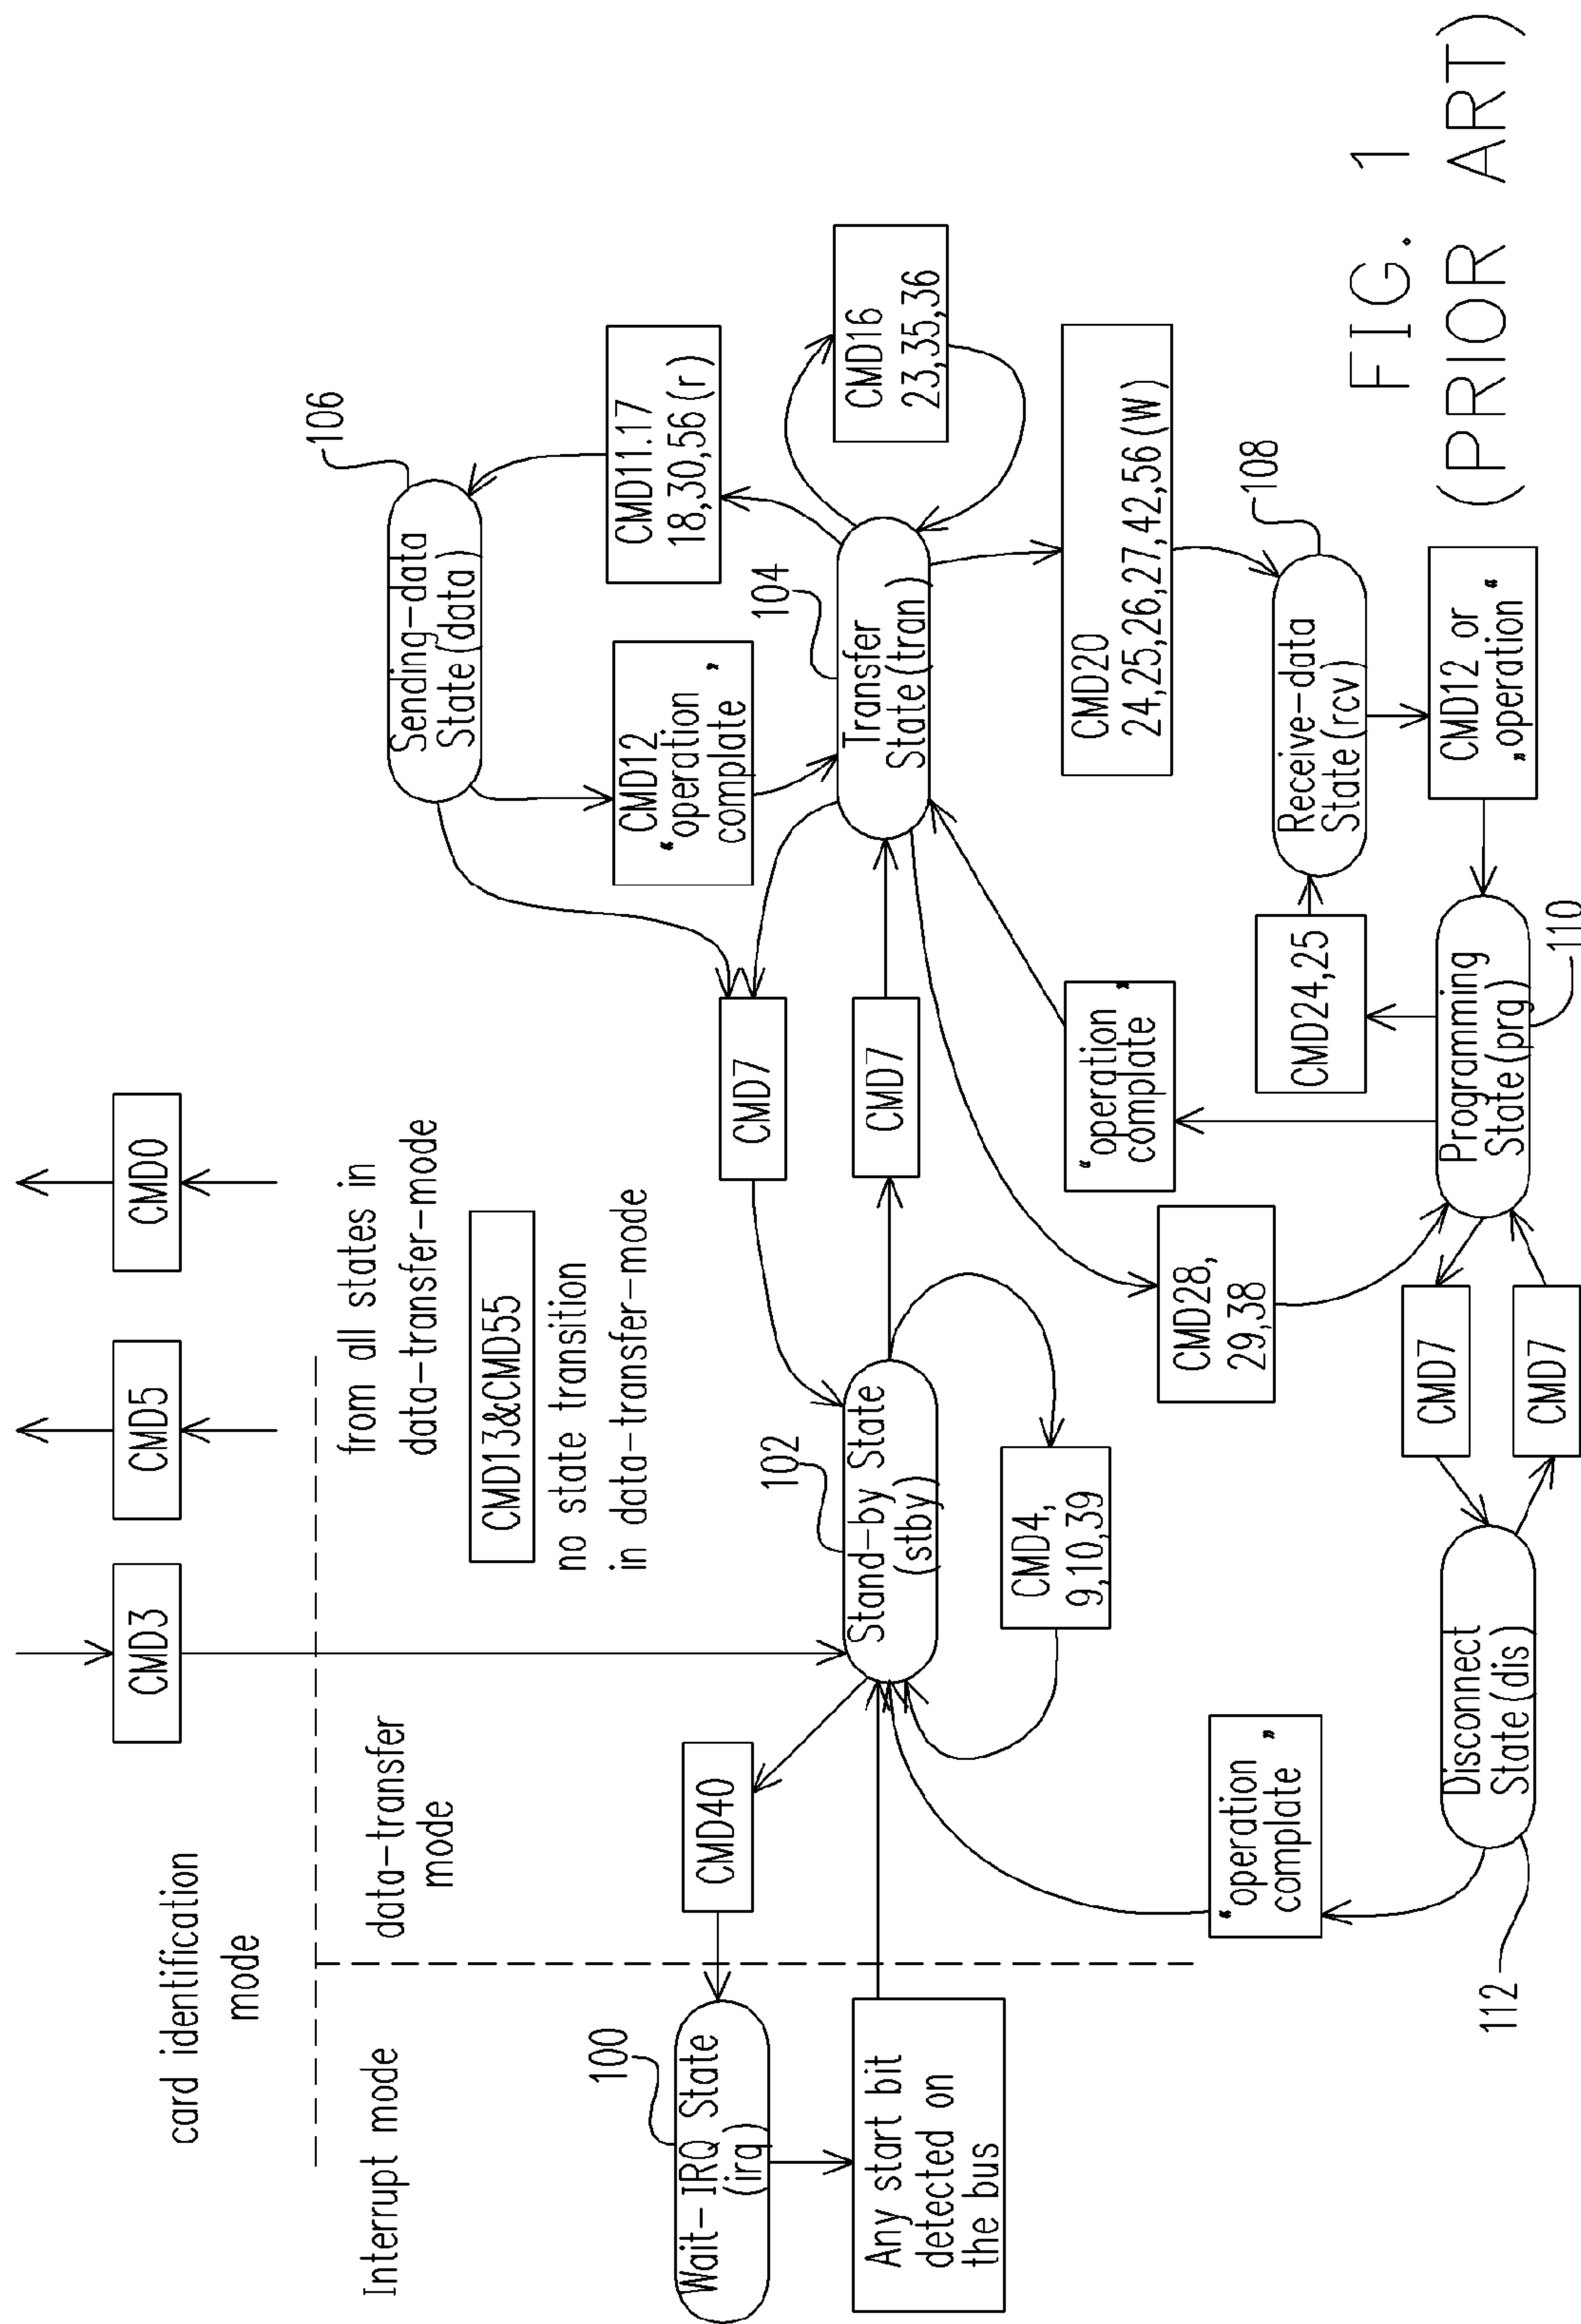 card identification
mode
CMD3
CMD5
CMD0
Interrupt mode
data-transfer
mode
from all states in
data-transfer-mode
CMD13&CMD55
no state transition
in data-transfer-mode
106
Sending-data
State(data)
CMD12
“operation ”
complate
CMD11.17
18,30,56(r)
100
Wait-IRQ State
(irq)
CMD40
102
Stand-by State
(stby)
CMD7
CMD7
104
Transfer
State(tran)
CMD16
23,35,36
Any start bit
detected on
the bus
CMD4,
9,10,39
“operation ”
complate
CMD20
24,25,26,27,42,56(W)
CMD28,
29,38
“operation ”
complate
CMD24,25
108
Receive-data
State(rcv)
CMD12 or
„operation “
112
Disconnect
State(dis)
CMD7
CMD7
Programming
State(prg)
110
FIG. 1
(PRIOR ART)